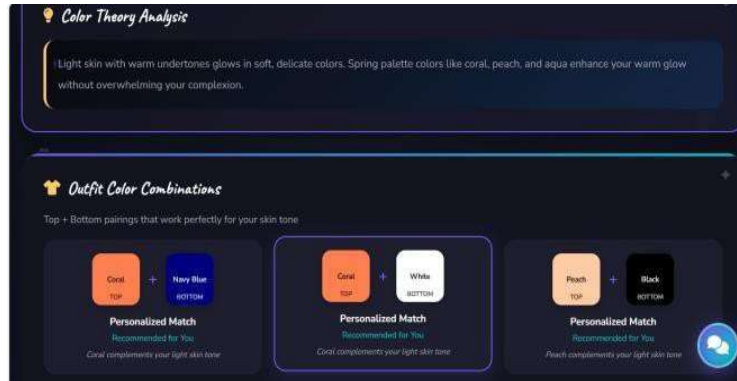 Color Theory Analysis
Light skin with warm undertones glows in soft, delicate colors. Spring palette colors like coral, peach, and aqua enhance your warm glow
without overwhelming your complexion.
Outfit Color Combinations
Top + Bottom pairings that work perfectly for your skin tone
Coral
TOP
+
Navy Blue
BOTTOM
Personalized Match
Recommended for You
Coral complements your light skin tone
Coral
TOP
+
White
BOTTOM
Personalized Match
Recommended for You
Coral complements your light skin tone
Peach
TOP
+
Black
BOTTOM
Personalized Match
Recommended for You
Peach complements your light skin tone